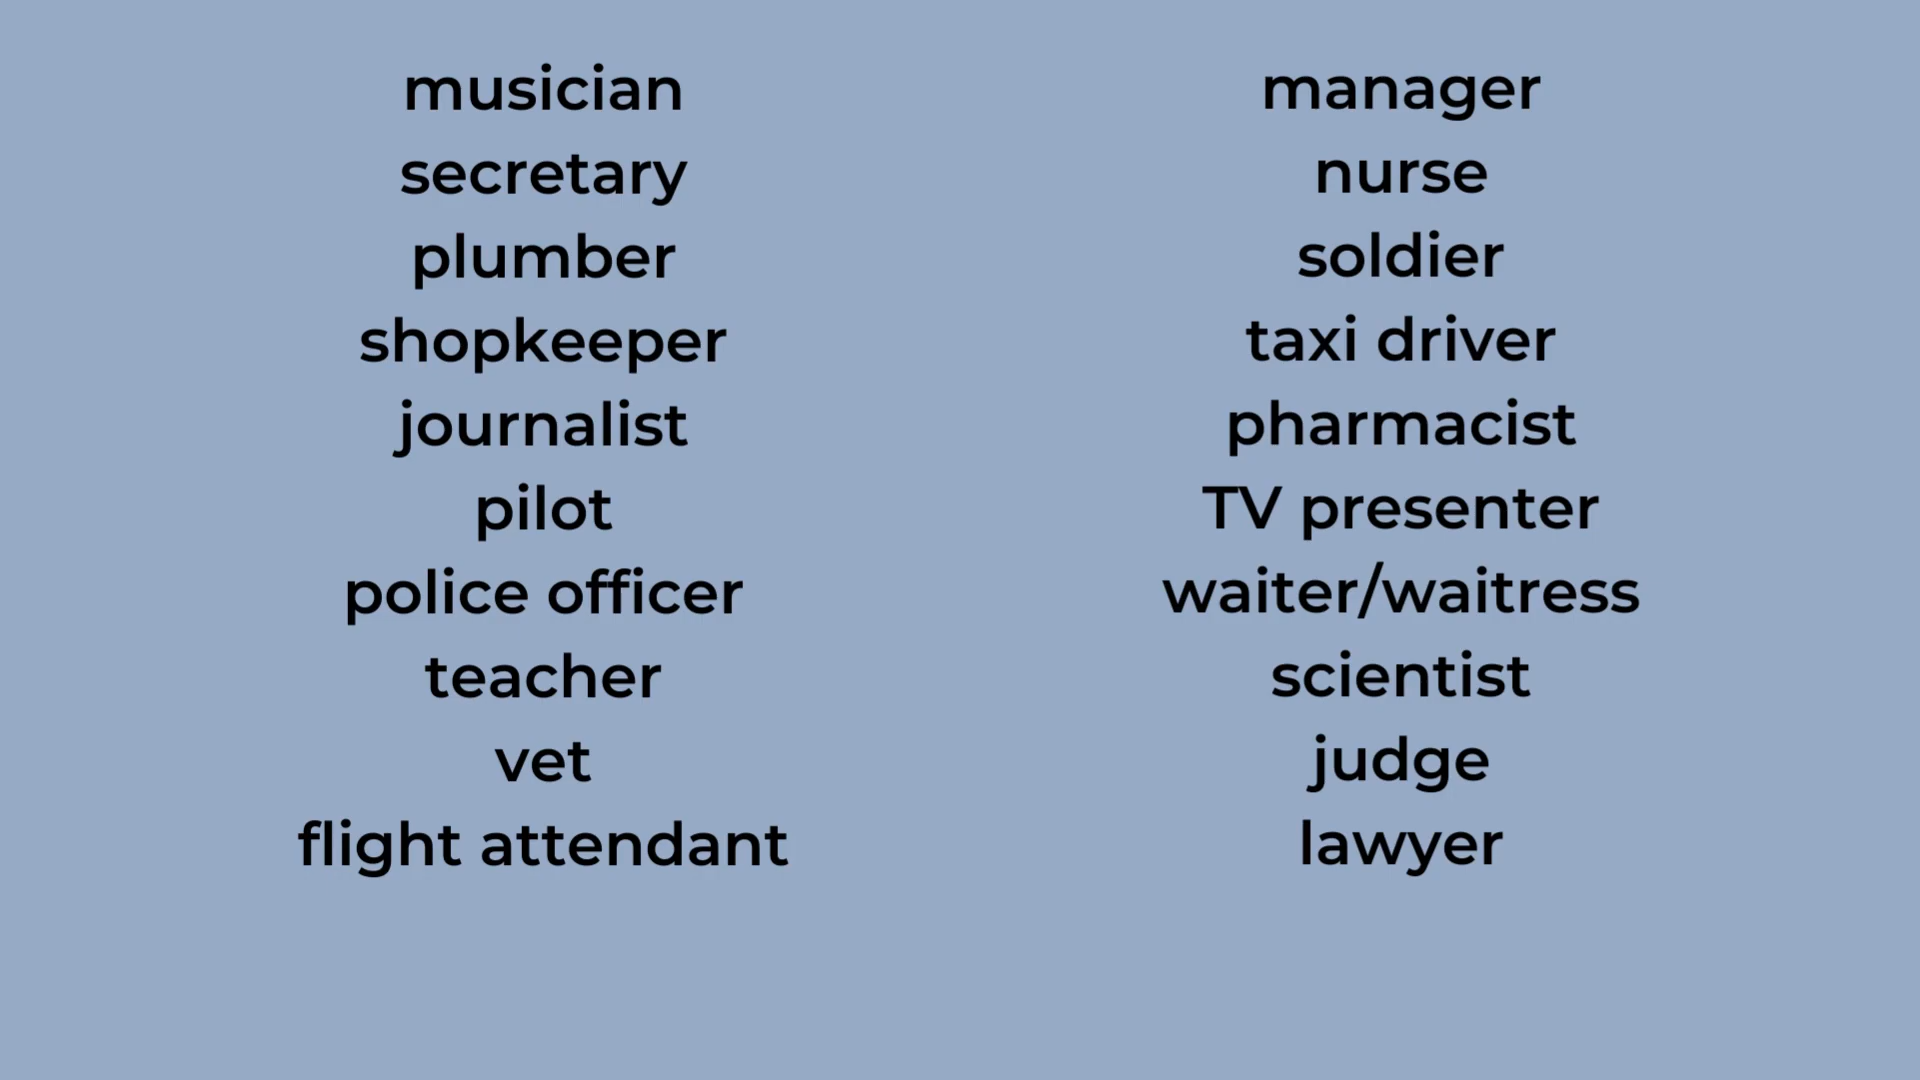 musician
secretary
plumber
shopkeeper
journalist
pilot
police officer
teacher
vet
flight attendant
manager
nurse
soldier
taxi driver
pharmacist
TV presenter
waiter/waitress
scientist
judge
lawyer